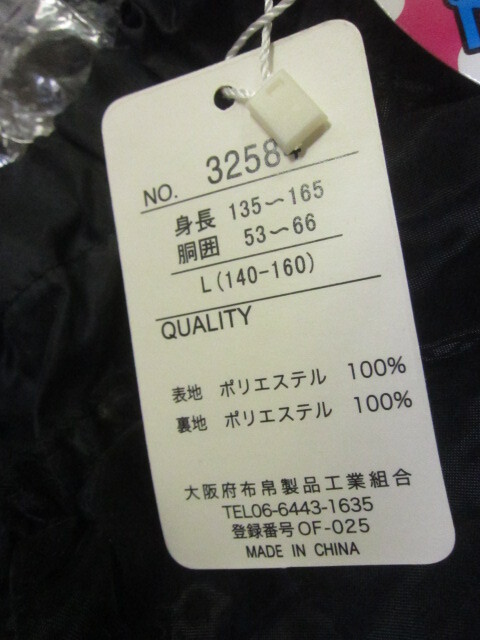 NO. 3258
身長 135〜165
胴囲 53〜66
L(140-160)
QUALITY
表地 ポリエステル 100%
裏地 ポリエステル 100%
大阪府布帛製品工業組合
TEL06-6443-1635
登録番号OF-025
MADE IN CHINA